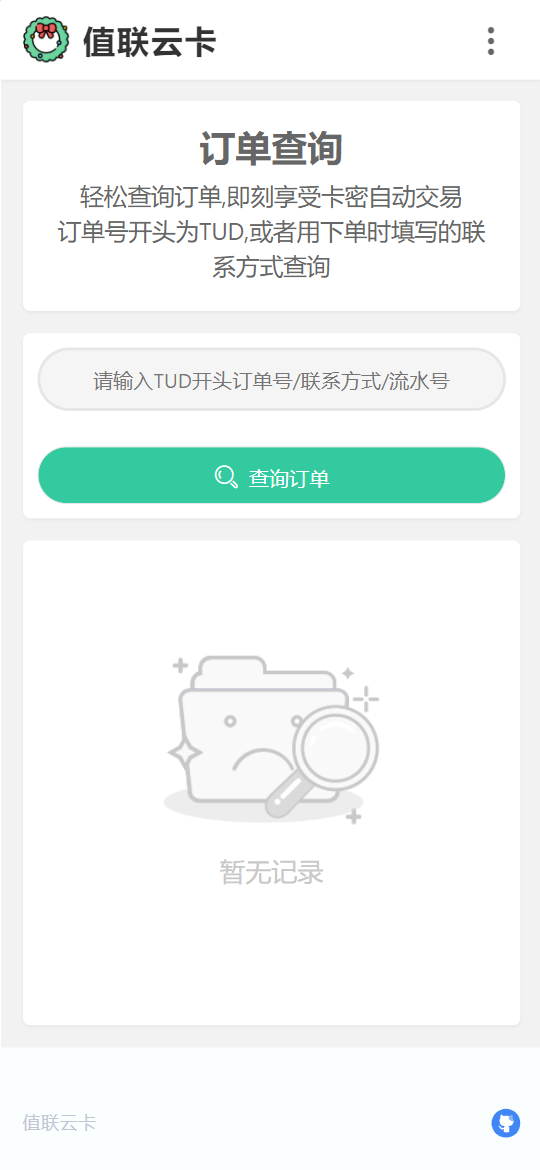 值联云卡
订单查询
轻松查询订单,即刻享受卡密自动交易
订单号开头为TUD,或者用下单时填写的联
系方式查询
请输入TUD开头订单号/联系方式/流水号
查询订单
暂无记录
值联云卡